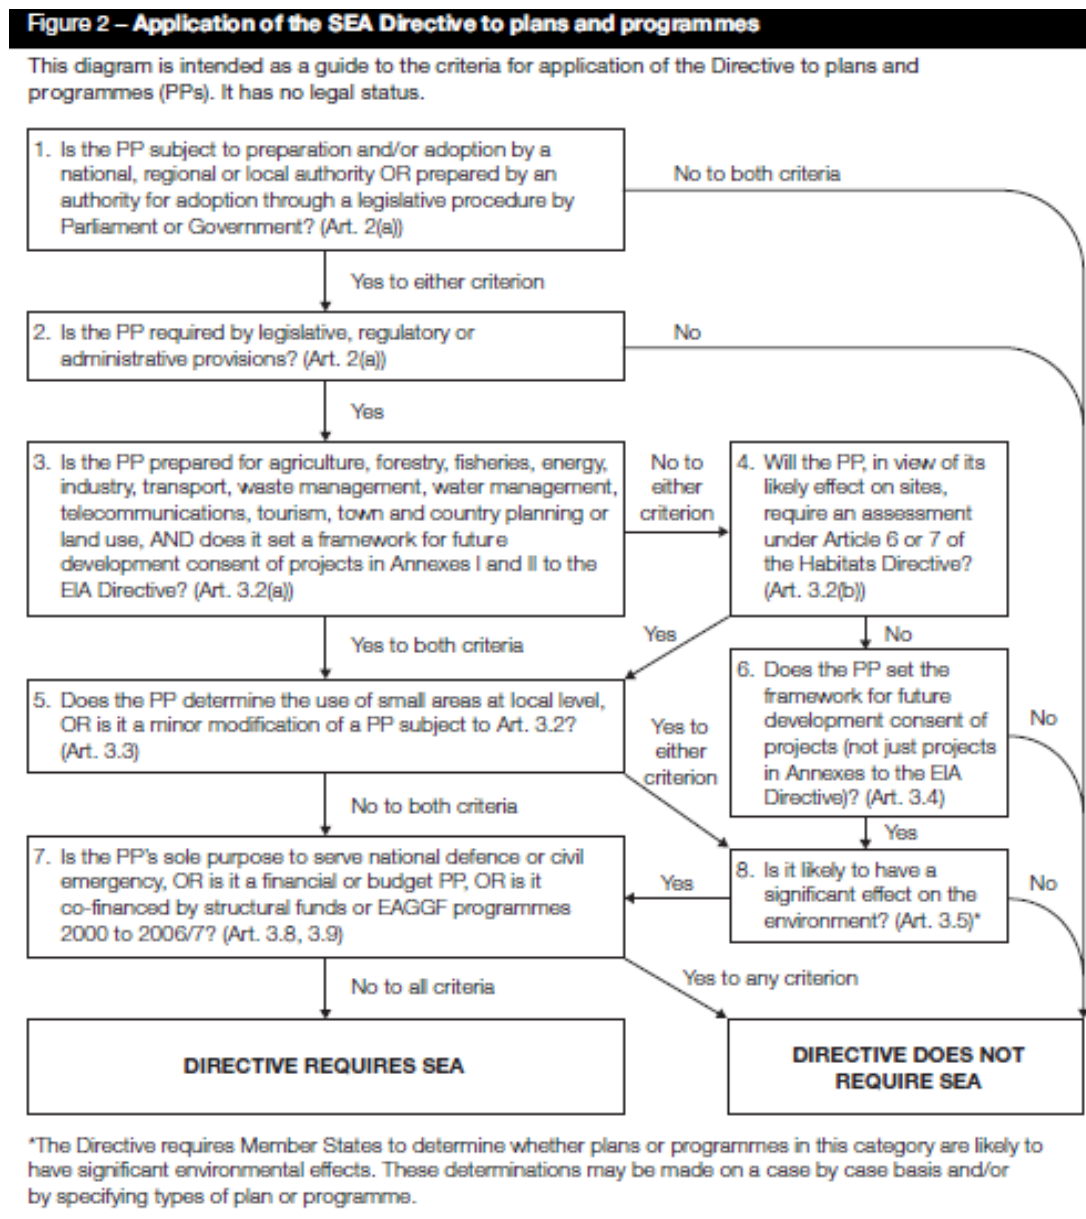 Figure 2 – Application of the SEA Directive to plans and programmes
This diagram is intended as a guide to the criteria for application of the Directive to plans and
programmes (PPs). It has no legal status.
1. Is the PP subject to preparation and/or adoption by a
national, regional or local authority OR prepared by an
authority for adoption through a legislative procedure by
Parliament or Government? (Art. 2(a))
No to both criteria
Yes to either criterion
2. Is the PP required by legislative, regulatory or
administrative provisions? (Art. 2(a))
No
Yes
3. Is the PP prepared for agriculture, forestry, fisheries, energy,
industry, transport, waste management, water management,
telecommunications, tourism, town and country planning or
land use, AND does it set a framework for future
development consent of projects in Annexes I and II to the
EIA Directive? (Art. 3.2(a))
No to
either
criterion
4. Will the PP, in view of its
likely effect on sites,
require an assessment
under Article 6 or 7 of
the Habitats Directive?
(Art. 3.2(b))
Yes to both criteria
Yes
No
5. Does the PP determine the use of small areas at local level,
OR is it a minor modification of a PP subject to Art. 3.2?
(Art. 3.3)
Yes to
either
criterion
6. Does the PP set the
framework for future
development consent of
projects (not just projects
in Annexes to the EIA
Directive)? (Art. 3.4)
No
No to both criteria
Yes
7. Is the PP's sole purpose to serve national defence or civil
emergency, OR is it a financial or budget PP, OR is it
co-financed by structural funds or EAGGF programmes
2000 to 2006/7? (Art. 3.8, 3.9)
Yes
8. Is it likely to have a
significant effect on the
environment? (Art. 3.5)*
No
No to all criteria
Yes to any criterion
DIRECTIVE REQUIRES SEA
DIRECTIVE DOES NOT
REQUIRE SEA
*The Directive requires Member States to determine whether plans or programmes in this category are likely to
have significant environmental effects. These determinations may be made on a case by case basis and/or
by specifying types of plan or programme.